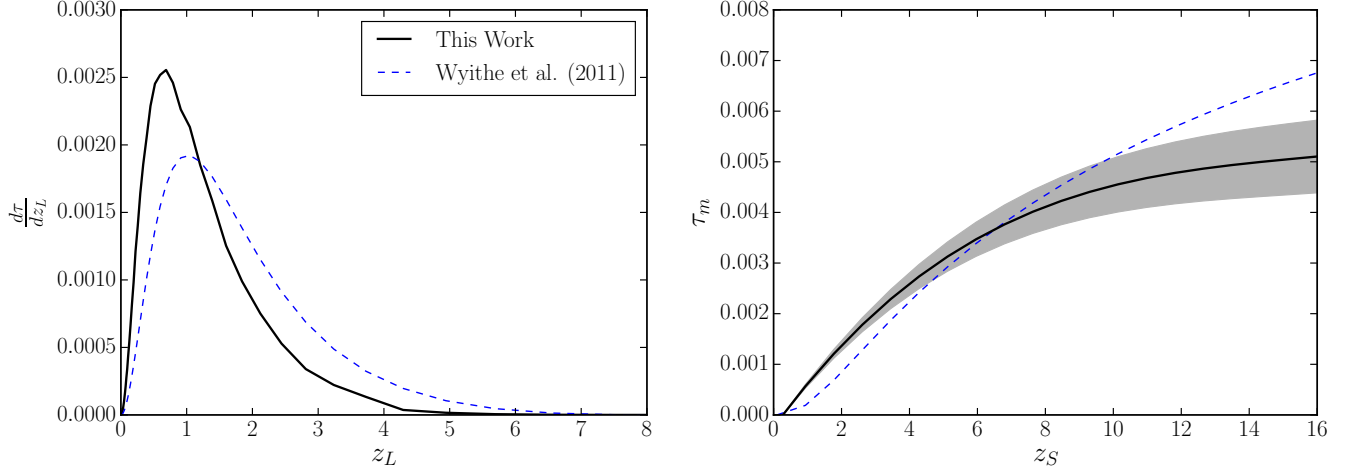 0.0030
0.0025
0.0020
0.0015
0.0010
0.0005
0.0000
dτ
dz_L
0 1 2 3 4 5 6 7 8
z_L
This Work
Wyithe et al. (2011)
0.008
0.007
0.006
0.005
0.004
0.003
0.002
0.001
0.000
τ_m
0 2 4 6 8 10 12 14 16
z_S